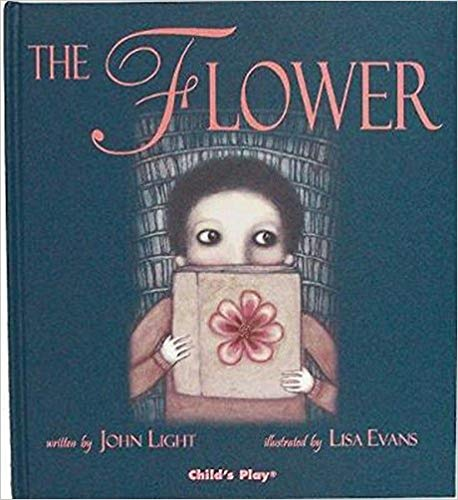 THE FLOWER
written by JOHN LIGHT illustrated by LISA EVANS
Child's Play®